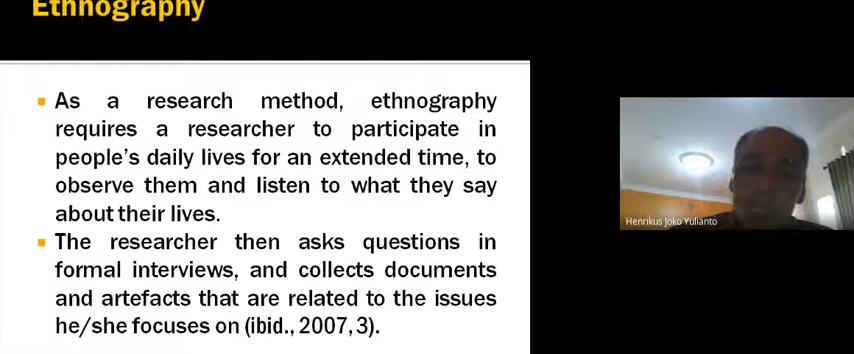 Ethnography
As a research method, ethnography
requires a researcher to participate in
people's daily lives for an extended time, to
observe them and listen to what they say
about their lives.
The researcher then asks questions in
formal interviews, and collects documents
and artefacts that are related to the issues
he/she focuses on (ibid., 2007, 3).
Henrikus Joko Yulianto